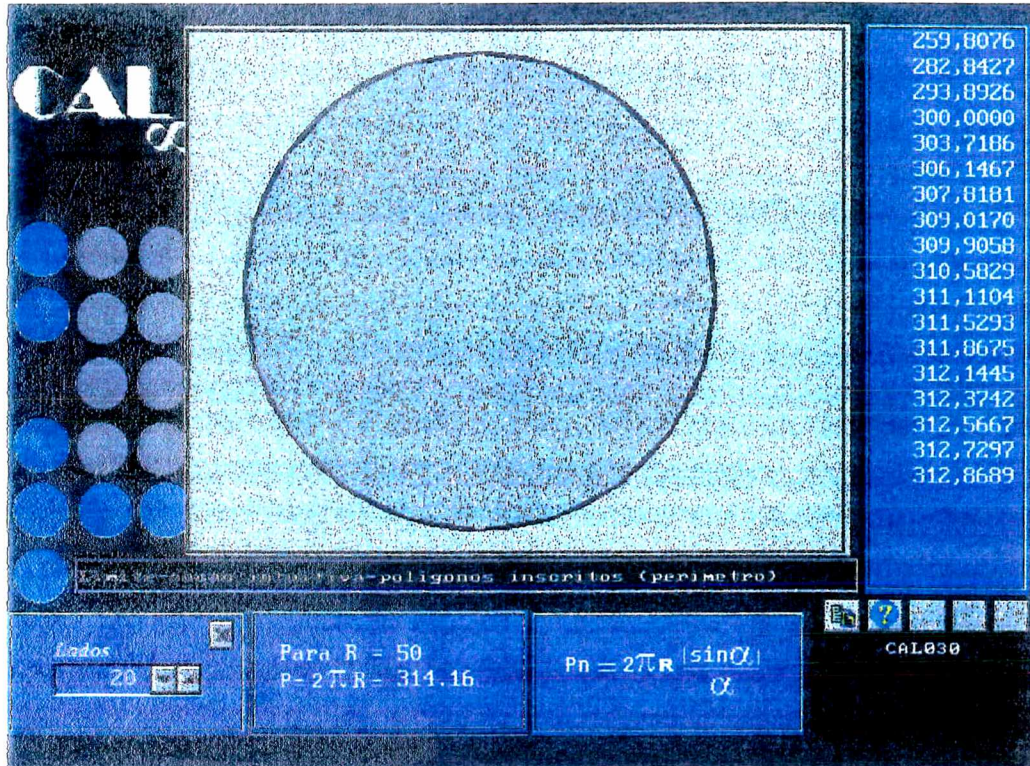 CAL
∞
259,8076
282,8427
293,8926
300,0000
303,7186
306,1467
307,8181
309,0170
309,9058
310,5829
311,1104
311,5293
311,8675
312,1445
312,3742
312,5667
312,7297
312,8689
intuitiva-poligonos inscritos (perimetro)
Lados
20
Para R = 50
P= 2πR= 314.16
Pn = 2πR |sinα|
α
?
CAL030